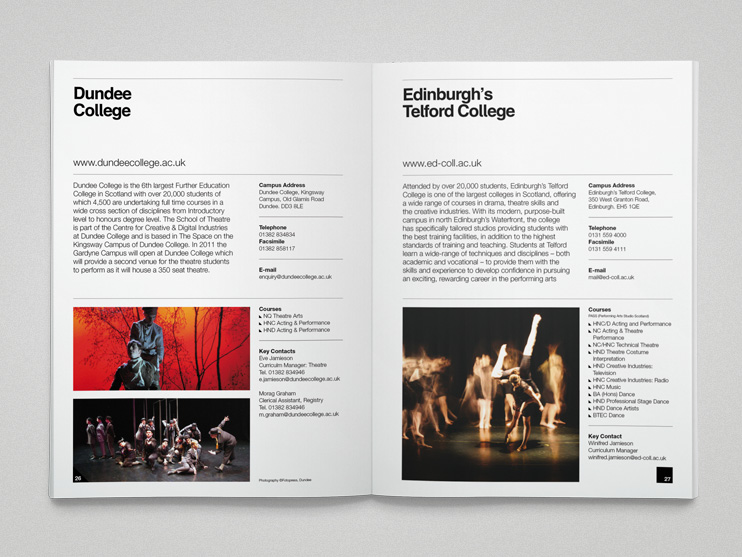 Dundee
College
www.dundeecollege.ac.uk
Dundee College is the 6th largest Further Education
College in Scotland with over 20,000 students of
which 4,500 are undertaking full time courses in a
wide cross section of disciplines from Introductory
level to honours degree level. The School of Theatre
is part of the Centre for Creative & Digital Industries
at Dundee College and is based in The Space on the
Kingsway Campus of Dundee College. In 2011 the
Gardyne Campus will open at Dundee College which
will provide a second venue for the theatre students
to perform as it will house a 350 seat theatre.
Campus Address
Dundee College, Kingsway
Campus, Old Glamis Road
Dundee. DD3 8LE
Telephone
01382 834834
Facsimile
01382 858117
E-mail
enquiry@dundeecollege.ac.uk
Courses
NQ Theatre Arts
HNC Acting & Performance
HND Acting & Performance
Key Contacts
Eve Jamieson
Curriculm Manager: Theatre
Tel. 01382 834946
e.jamieson@dundeecollege.ac.uk
Morag Graham
Clerical Assistant, Registry
Tel. 01382 834946
m.graham@dundeecollege.ac.uk
26
Photography ©Fotopress, Dundee
Edinburgh's
Telford College
www.ed-coll.ac.uk
Attended by over 20,000 students, Edinburgh's Telford
College is one of the largest colleges in Scotland, offering
a wide range of courses in drama, theatre skills and
the creative industries. With its modern, purpose-built
campus in north Edinburgh's Waterfront, the college
has specifically tailored studios providing students with
the best training facilities, in addition to the highest
standards of training and teaching. Students at Telford
learn a wide-range of techniques and disciplines – both
academic and vocational – to provide them with the
skills and experience to develop confidence in pursuing
an exciting, rewarding career in the performing arts
Campus Address
Edinburgh's Telford College,
350 West Granton Road,
Edinburgh. EH5 1QE
Telephone
0131 559 4000
Facsimile
0131 559 4111
E-mail
mail@ed-coll.ac.uk
Courses
PASS (Performing Arts Studio Scotland)
HNC/D Acting and Performance
NC Acting & Theatre
Performance
NC/HNC Technical Theatre
HND Theatre Costume
Interpretation
HND Creative Industries:
Television
HNC Creative Industries: Radio
HNC Music
BA (Hons) Dance
HND Professional Stage Dance
HND Dance Artists
BTEC Dance
Key Contact
Winifred Jamieson
Curriculum Manager
winifred.jamieson@ed-coll.ac.uk
27